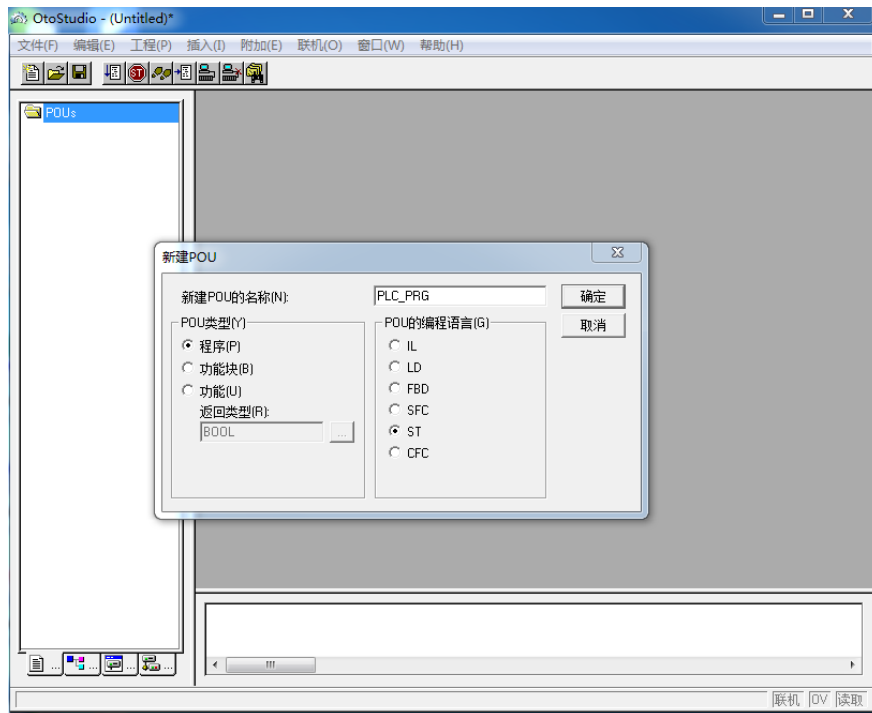 OtoStudio - (Untitled)*
文件(F) 编辑(E) 工程(P) 插入(I) 附加(E) 联机(O) 窗口(W) 帮助(H)
POUs
新建POU
新建POU的名称(N): PLC_PRG 确定
取消
POU类型(Y)
程序(P)
功能块(B)
功能(U)
返回类型(R):
BOOL ...
POU的编程语言(G)
IL
LD
FBD
SFC
ST
CFC
... ... ... ...
联机 OV 读取